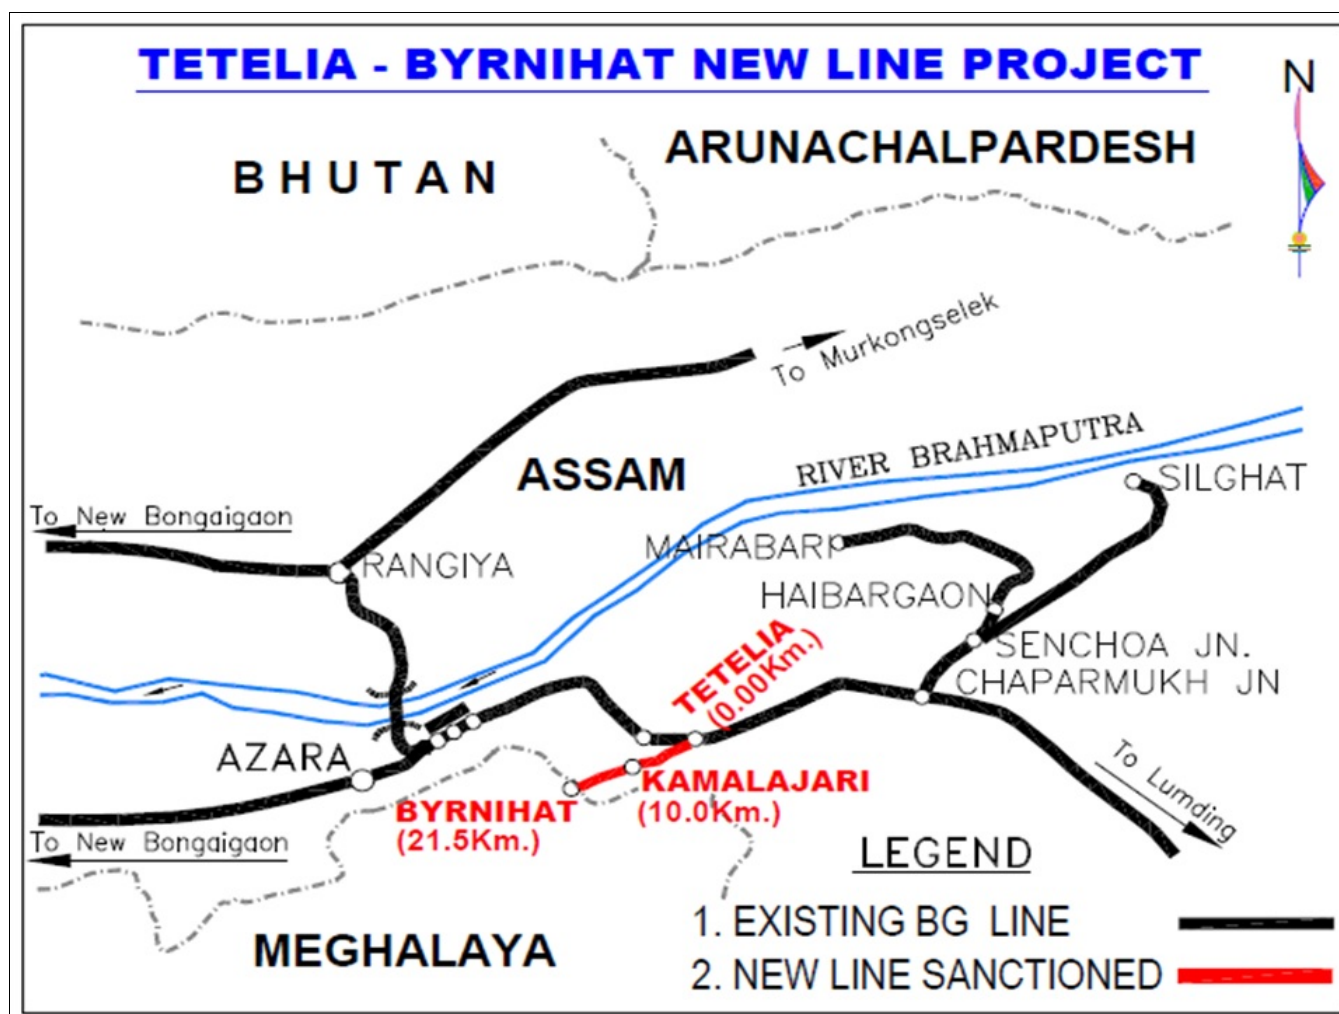 TETELIA - BYRNIHAT NEW LINE PROJECT
N
BHUTAN
ARUNACHALPARDESH
To Murkongselek
ASSAM
RIVER BRAHMAPUTRA
SILGHAT
To New Bongaigaon
RANGIYA
MAIRABARI
HAIBARGAON
TETELIA
(0.00Km.)
SENCHOA JN.
CHAPARMUKH JN
AZARA
KAMALAJARI
(10.0Km.)
BYRNIHAT
(21.5Km.)
To Lumding
To New Bongaigaon
LEGEND
MEGHALAYA
1. EXISTING BG LINE
2. NEW LINE SANCTIONED